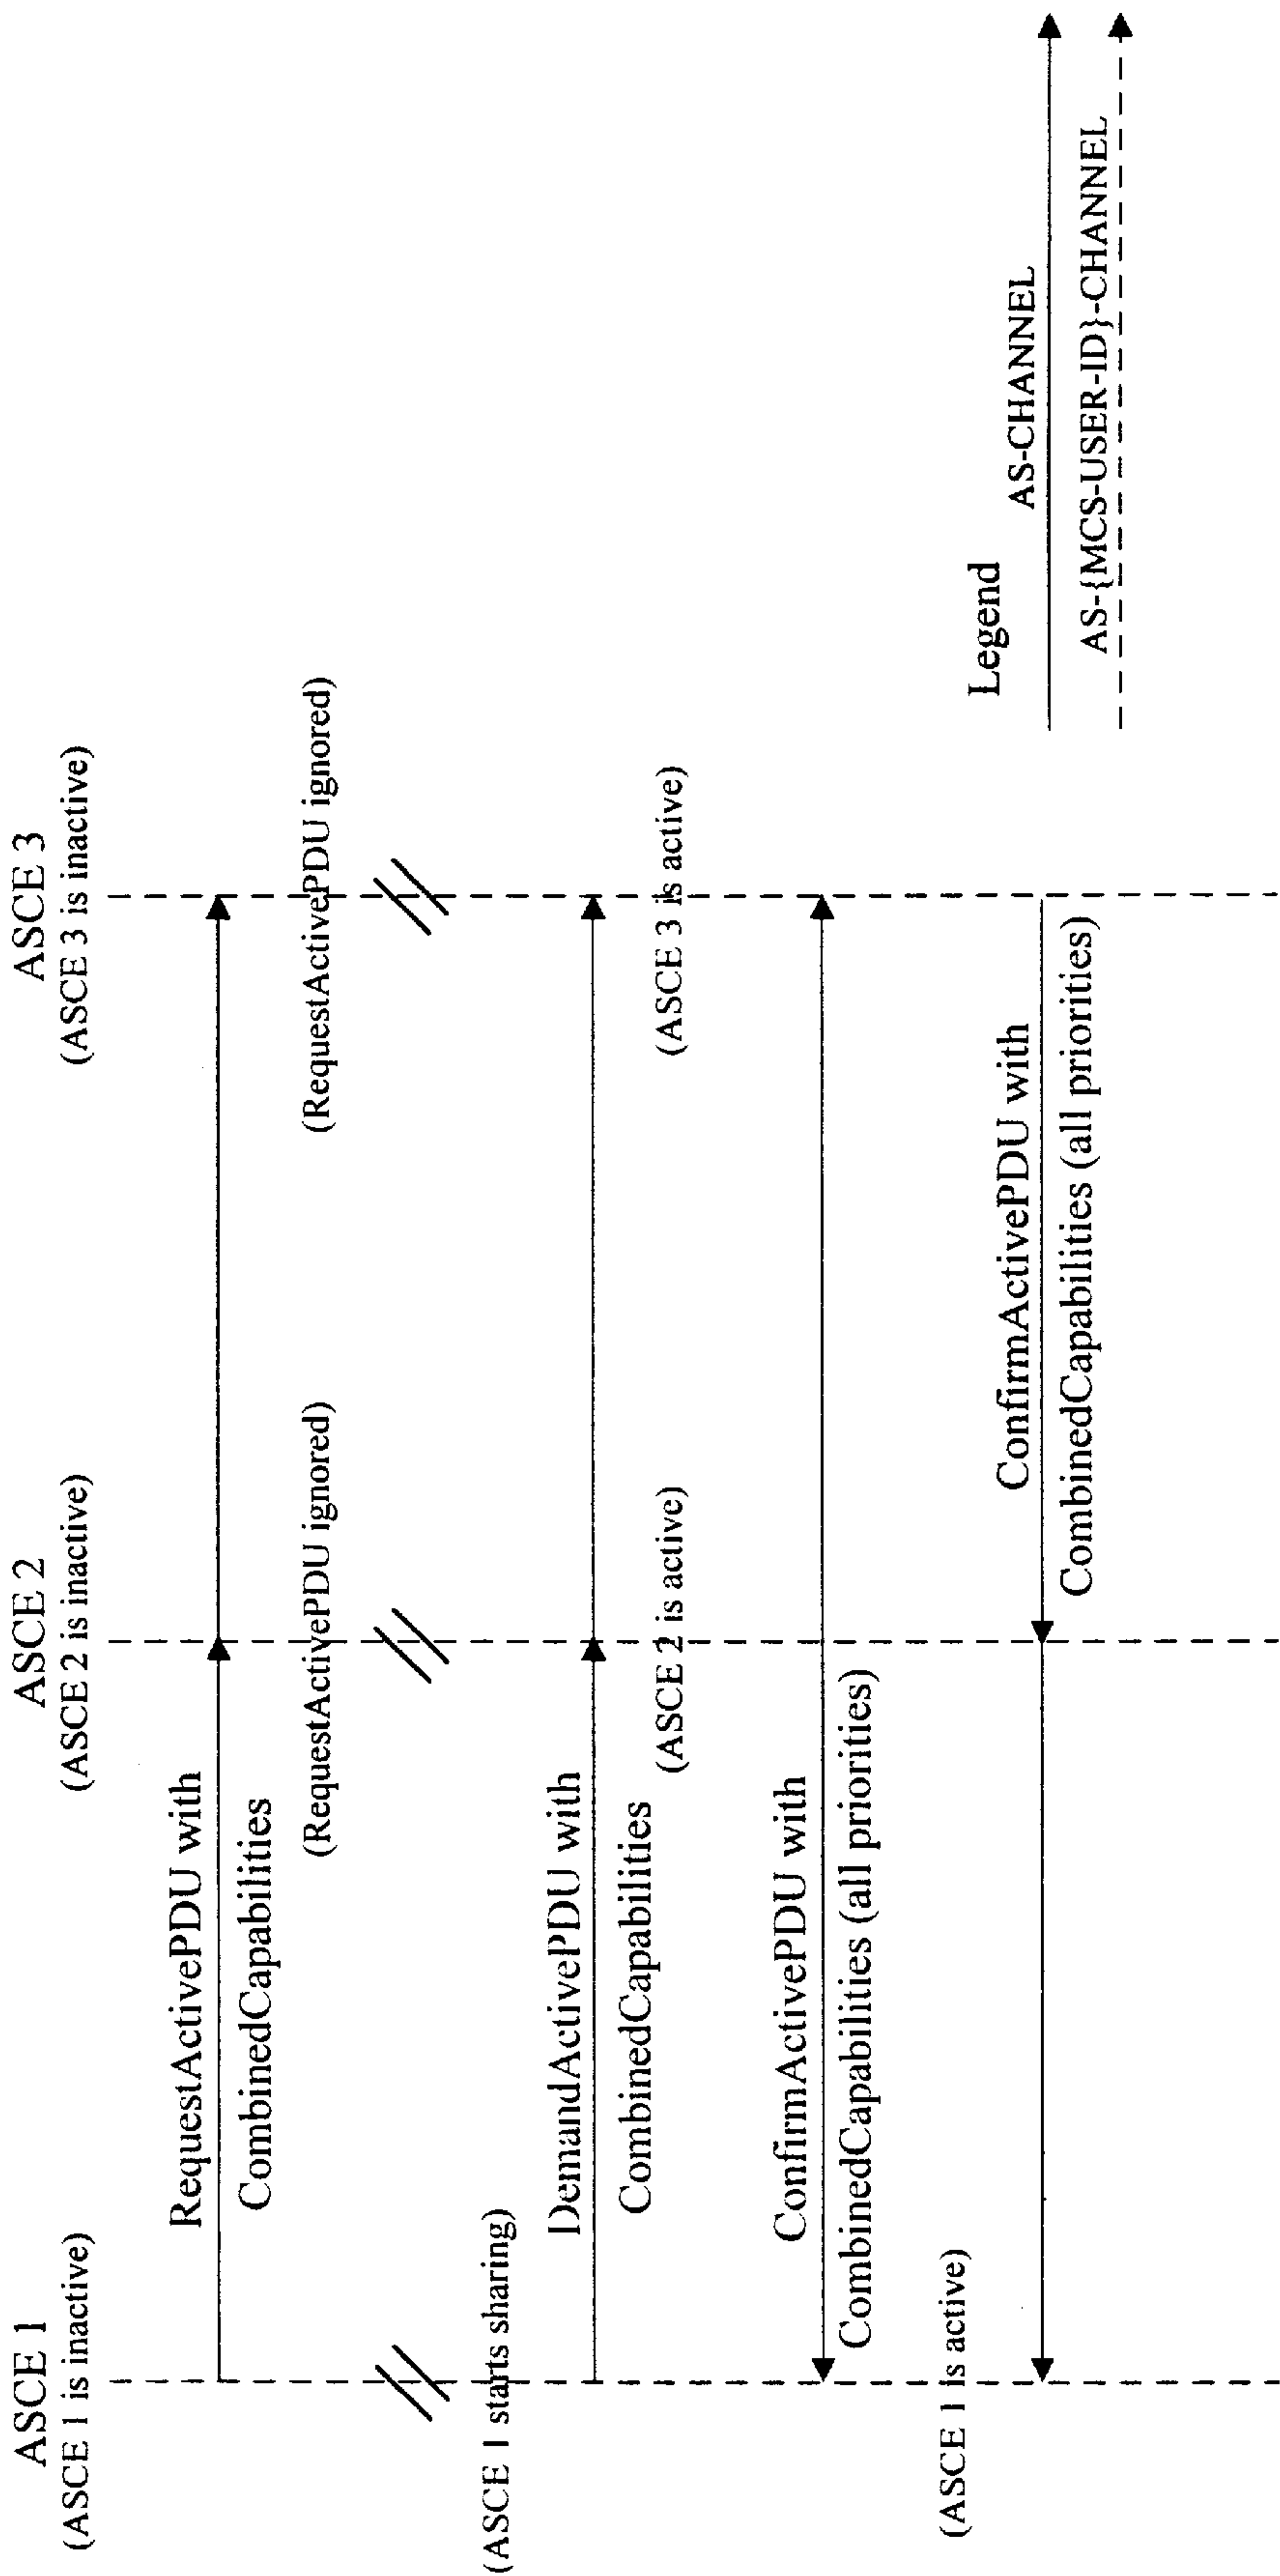 ASCE 1
(ASCE 1 is inactive)
ASCE 2
(ASCE 2 is inactive)
ASCE 3
(ASCE 3 is inactive)
RequestActivePDU with
CombinedCapabilities
(RequestActivePDU ignored)
(RequestActivePDU ignored)
(ASCE 1 starts sharing)
DemandActivePDU with
CombinedCapabilities
(ASCE 2 is active)
(ASCE 3 is active)
ConfirmActivePDU with
CombinedCapabilities (all priorities)
(ASCE 1 is active)
ConfirmActivePDU with
CombinedCapabilities (all priorities)
Legend
AS-CHANNEL
AS-{MCS-USER-ID}-CHANNEL